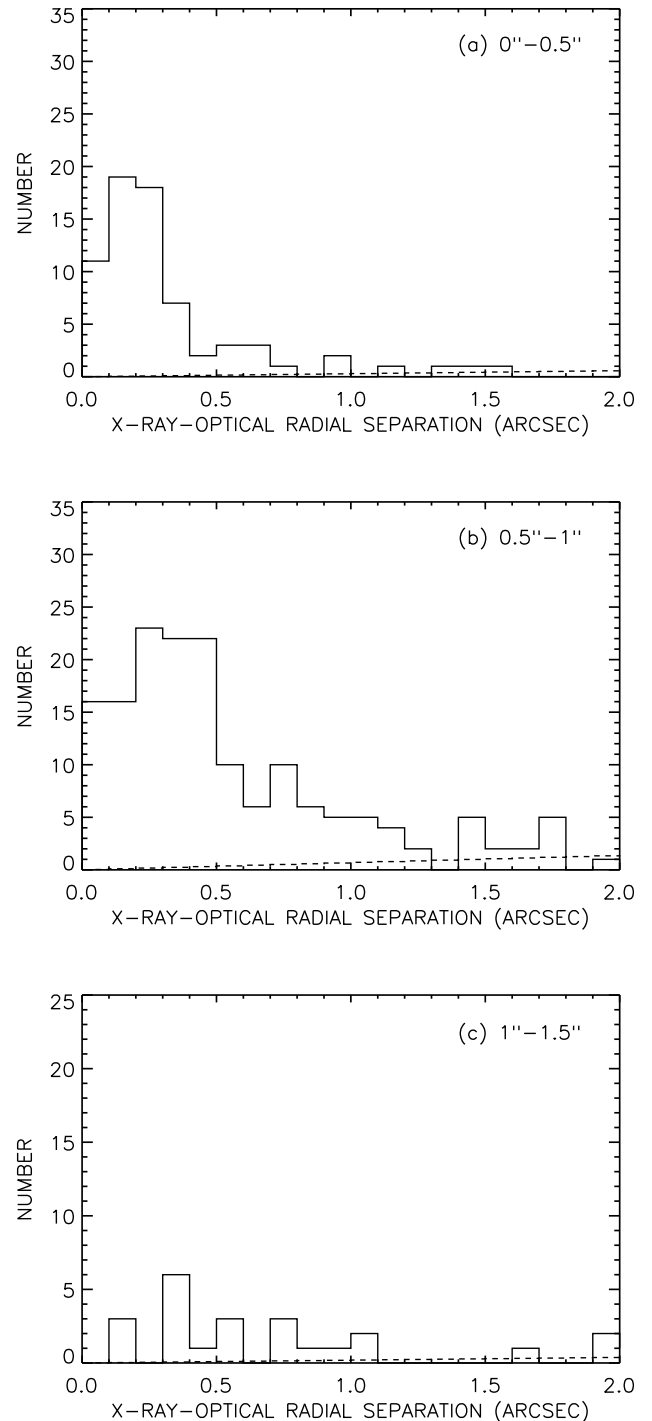 35
30
25
20
15
10
5
0
NUMBER
(a) 0"−0.5"
0.0 0.5 1.0 1.5 2.0
X−RAY−OPTICAL RADIAL SEPARATION (ARCSEC)
35
30
25
20
15
10
5
0
NUMBER
(b) 0.5"−1"
0.0 0.5 1.0 1.5 2.0
X−RAY−OPTICAL RADIAL SEPARATION (ARCSEC)
25
20
15
10
5
0
NUMBER
(c) 1"−1.5"
0.0 0.5 1.0 1.5 2.0
X−RAY−OPTICAL RADIAL SEPARATION (ARCSEC)